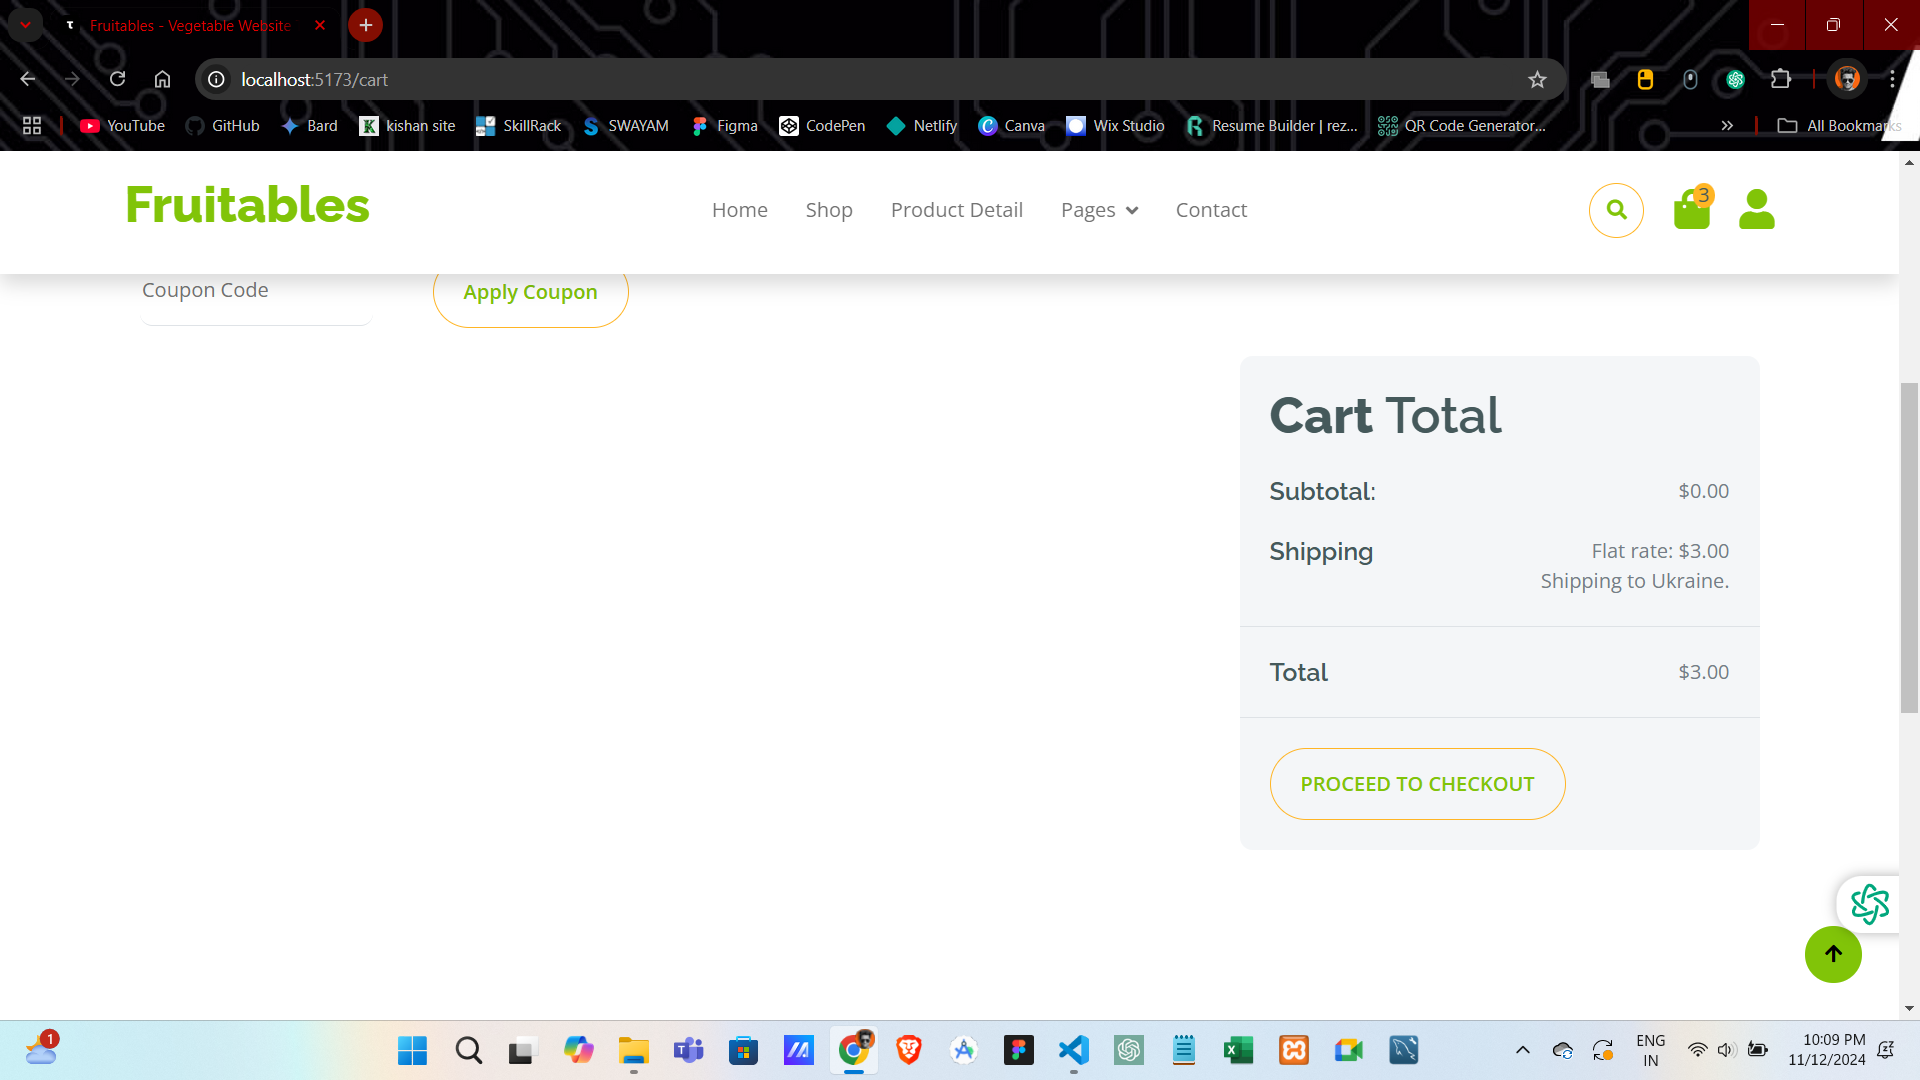 Fruitables - Vegetable Website
localhost:5173/cart
YouTube GitHub Bard kishan site SkillRack SWAYAM Figma CodePen Netlify Canva Wix Studio Resume Builder | rez... QR Code Generator... » All Bookmarks
Fruitables
Home Shop Product Detail Pages Contact
3
Coupon Code
Apply Coupon
Cart Total
Subtotal: $0.00
Shipping Flat rate: $3.00
Shipping to Ukraine.
Total $3.00
PROCEED TO CHECKOUT
1
ENG
IN
10:09 PM
11/12/2024